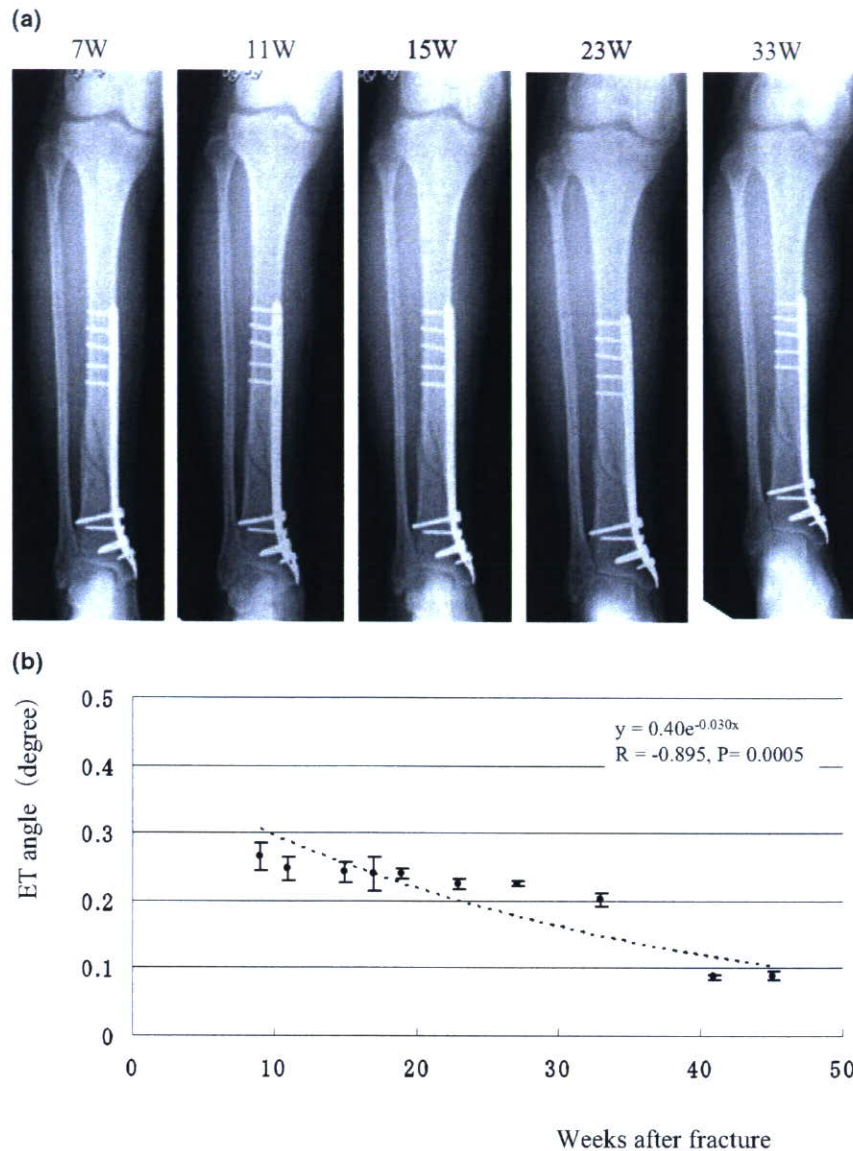 (a)
7W 11W 15W 23W 33W
(b)
0.5
y = 0.40e^-0.030x
R = -0.895, P= 0.0005
0.4
0.3
0.2
0.1
0
ET angle (degree)
0 10 20 30 40 50
Weeks after fracture